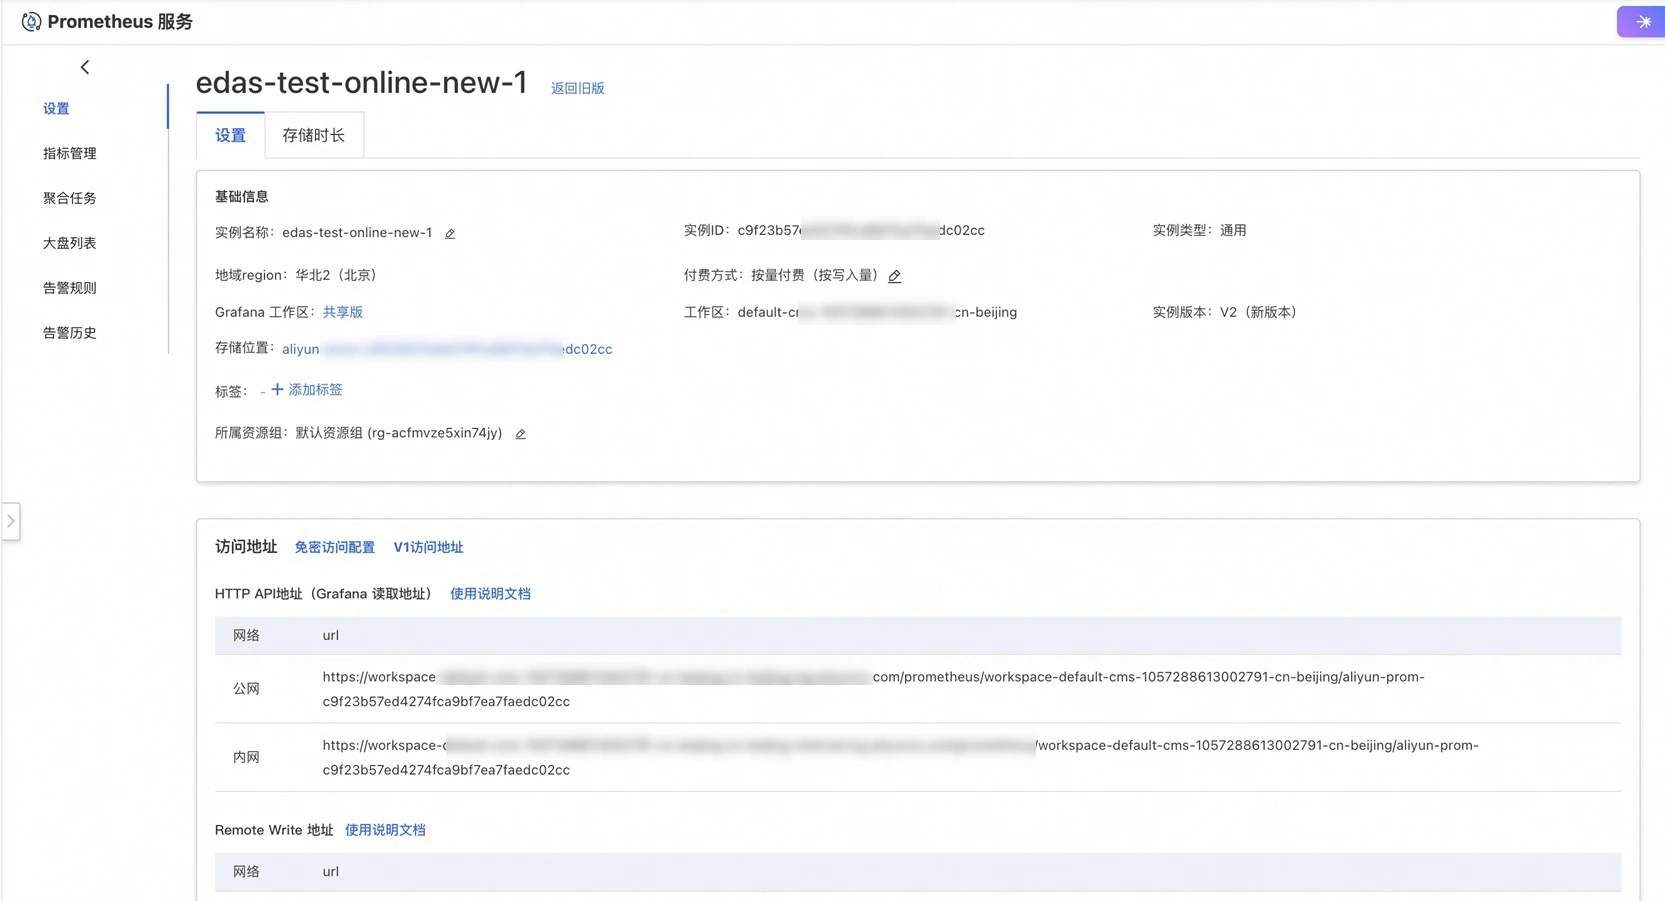 Prometheus 服务
edas-test-online-new-1 返回旧版
设置
指标管理
聚合任务
大盘列表
告警规则
告警历史
设置 存储时长
基础信息
实例名称：edas-test-online-new-1 实例ID：c9f23b57 dc02cc 实例类型：通用
地域region：华北2（北京） 付费方式：按量付费（按写入量）
Grafana 工作区：共享版 工作区：default-c cn-beijing 实例版本：V2（新版本）
存储位置：aliyun edc02cc
标签： - + 添加标签
所属资源组：默认资源组 (rg-acfmvze5xin74jy)
访问地址 免密访问配置 V1访问地址
HTTP API地址（Grafana 读取地址） 使用说明文档
网络 url
公网 https://workspace com/prometheus/workspace-default-cms-1057288613002791-cn-beijing/aliyun-prom-
c9f23b57ed4274fca9bf7ea7faedc02cc
内网 https://workspace- /workspace-default-cms-1057288613002791-cn-beijing/aliyun-prom-
c9f23b57ed4274fca9bf7ea7faedc02cc
Remote Write 地址 使用说明文档
网络 url